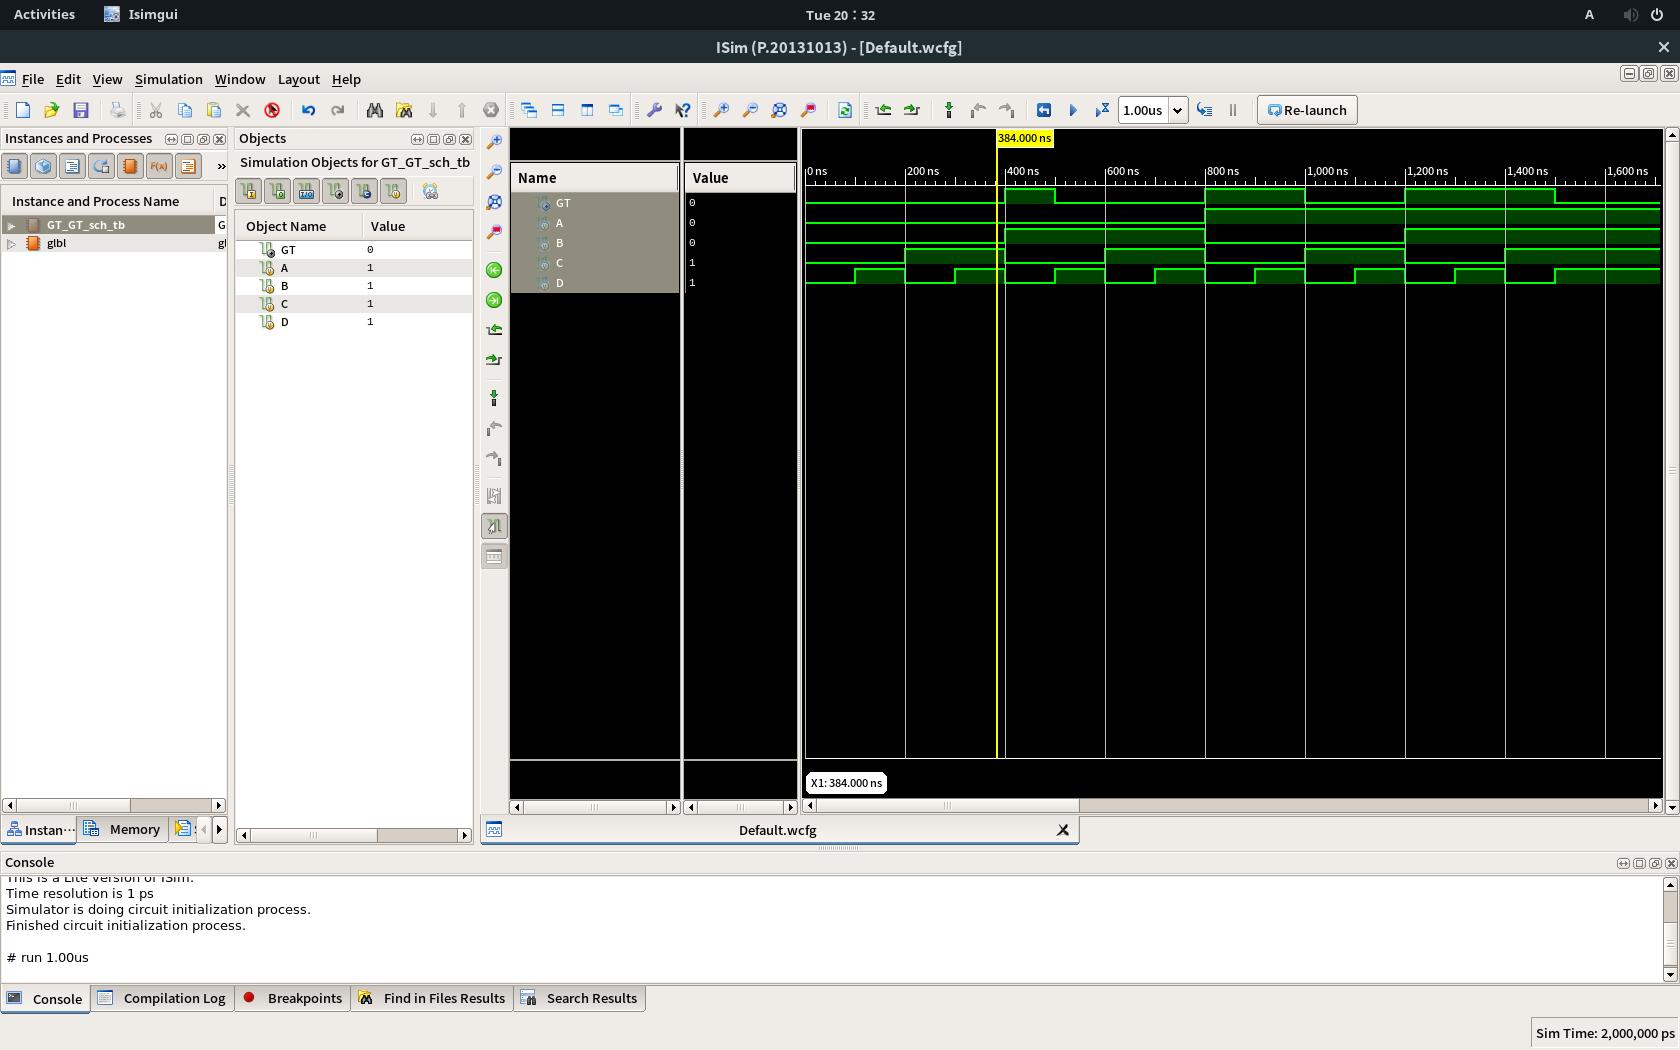 Activities Isimgui Tue 20:32 A
ISim (P.20131013) - [Default.wcfg]
File Edit View Simulation Window Layout Help
1.00us Re-launch
Instances and Processes
F(x) »
Instance and Process Name D
GT_GT_sch_tb G
glbl gl
Instan··· Memory
Objects
Simulation Objects for GT_GT_sch_tb
Object Name Value
GT 0
A 1
B 1
C 1
D 1
Name Value
GT 0
A 0
B 0
C 1
D 1
384.000 ns
0 ns 200 ns 400 ns 600 ns 800 ns 1,000 ns 1,200 ns 1,400 ns 1,600 ns
X1: 384.000 ns
Default.wcfg
Console
This is a Lite version of ISim.
Time resolution is 1 ps
Simulator is doing circuit initialization process.
Finished circuit initialization process.
# run 1.00us
Console Compilation Log Breakpoints Find in Files Results Search Results
Sim Time: 2,000,000 ps